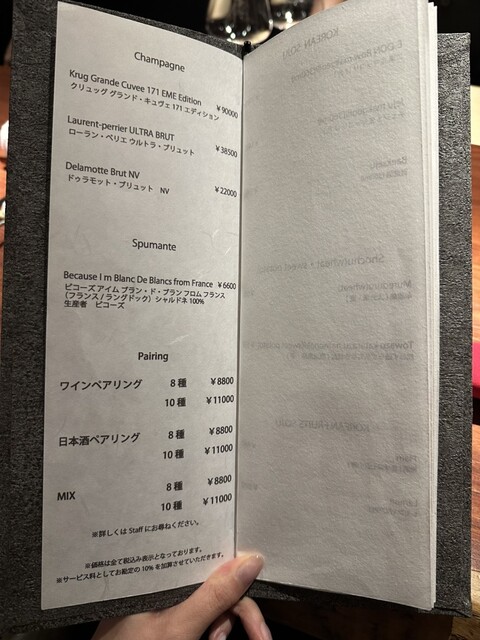 Champagne
Krug Grande Cuvee 171 EME Edition ¥90000
クリュッグ グランド・キュヴェ 171 エディション
Laurent-perrier ULTRA BRUT ¥38500
ローラン・ペリエ ウルトラ・ブリュット
Delamotte Brut NV ¥22000
ドゥラモット・ブリュット NV
Spumante
Because I m Blanc De Blancs from France ¥6600
ビコーズ アイム ブラン・ド・ブラン フロム フランス
(フランス / ラングドック) シャルドネ 100%
生産者 ビコーズ
Pairing
ワインペアリング 8 種 ¥8800
10 種 ¥11000
日本酒ペアリング 8 種 ¥8800
10 種 ¥11000
MIX 8 種 ¥8800
10 種 ¥11000
※詳しくは Staff にお尋ねください。
※価格は全て税込み表示となっております。
※サービス料としてお勘定の 10% を加算させていただきます。
KOREAN SOJU
KOREAN FRUITS SOJU